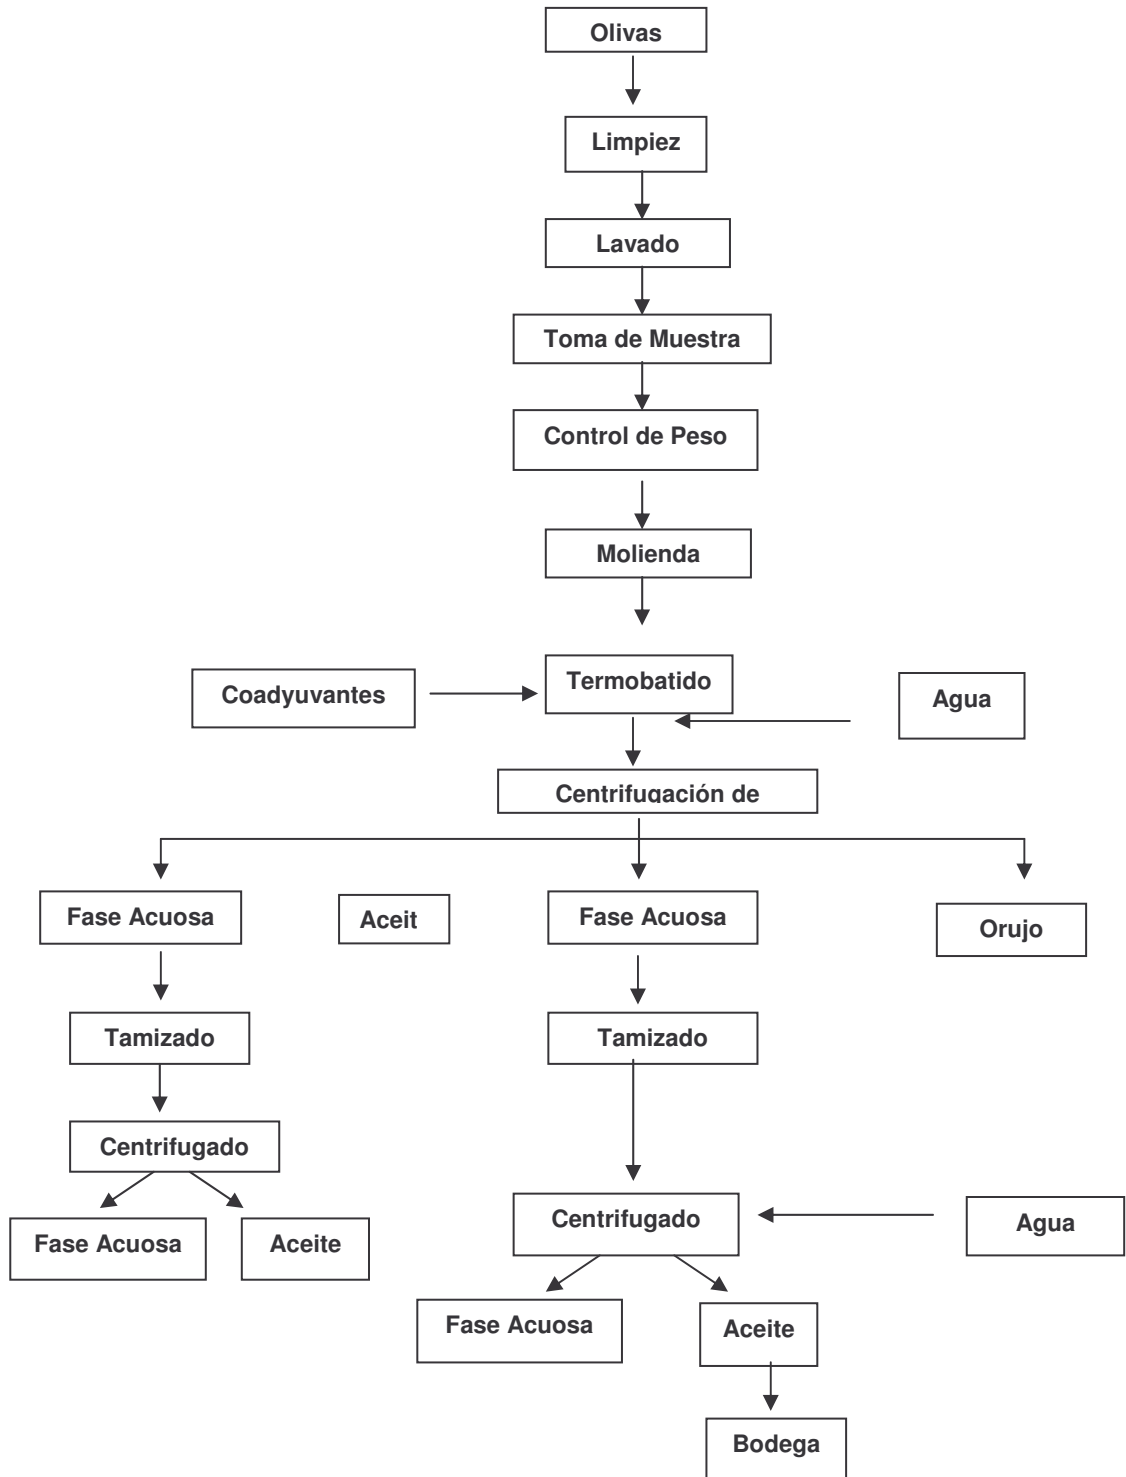 Olivas
Limpiez
Lavado
Toma de Muestra
Control de Peso
Molienda
Coadyuvantes
Termobatido
Agua
Centrifugación de
Fase Acuosa
Aceit
Fase Acuosa
Orujo
Tamizado
Tamizado
Centrifugado
Centrifugado
Agua
Fase Acuosa
Aceite
Fase Acuosa
Aceite
Bodega